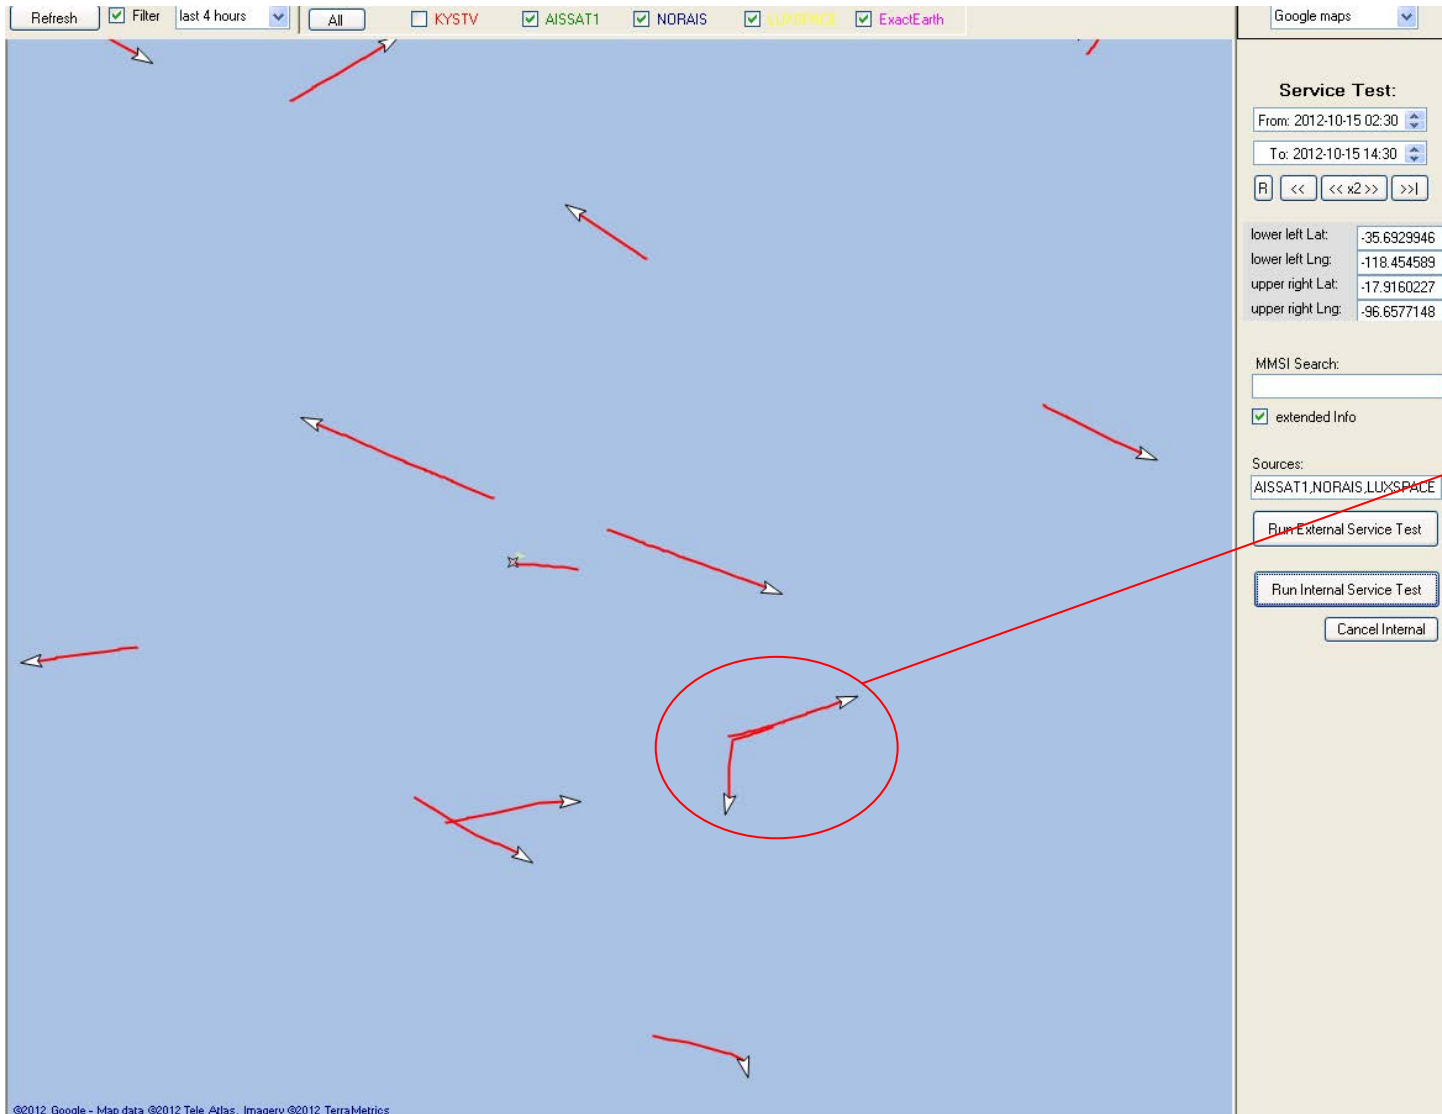 Refresh Filter last 4 hours All KYSTV AISSAT1 NORAIS LUXSPACE ExactEarth
Google maps
Service Test:
From: 2012-10-15 02:30
To: 2012-10-15 14:30
R << << x2 >> >>|
lower left Lat: -35.6929946
lower left Lng: -118.454589
upper right Lat: -17.9160227
upper right Lng: -96.6577148
MMSI Search:
extended Info
Sources:
AISSAT1,NORAIS,LUXSPACE
Run External Service Test
Run Internal Service Test
Cancel Internal
©2012 Google - Map data ©2012 Tele Atlas, Imagery ©2012 TerraMetrics